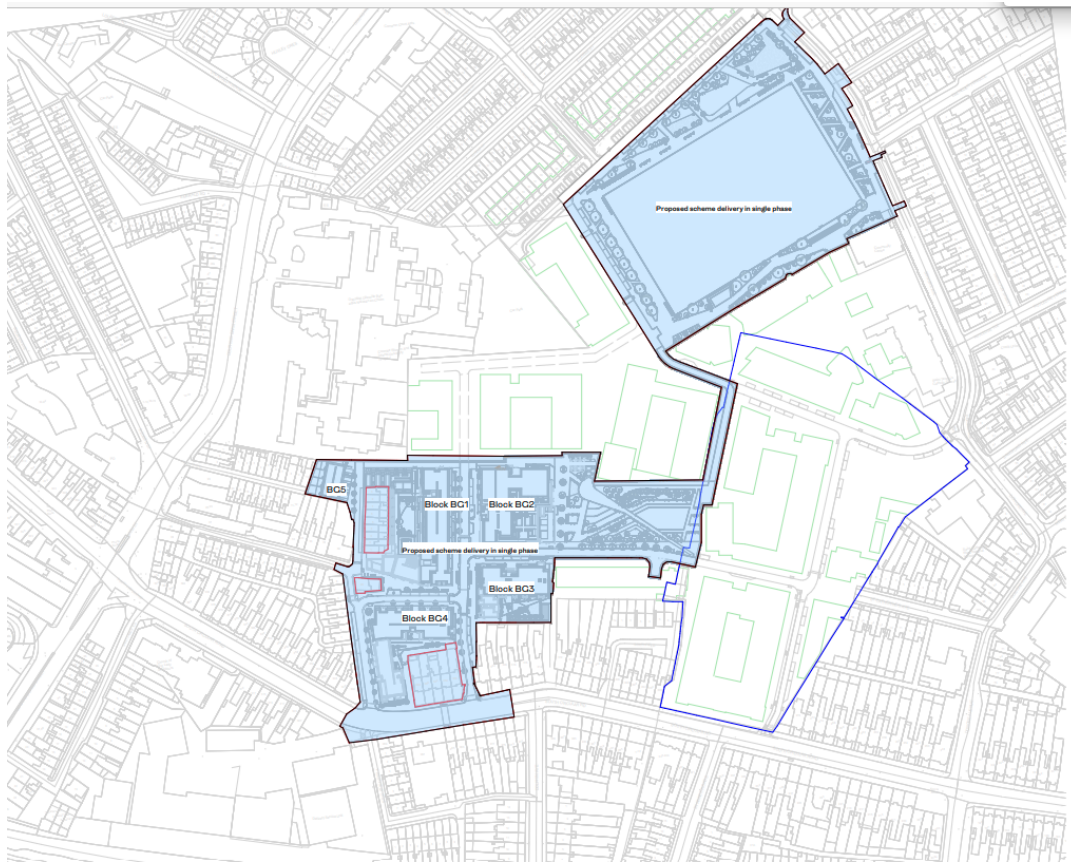 Proposed scheme delivery in single phase
BG5
Block BG1
Block BG2
Proposed scheme delivery in single phase
Block BG3
Block BG4